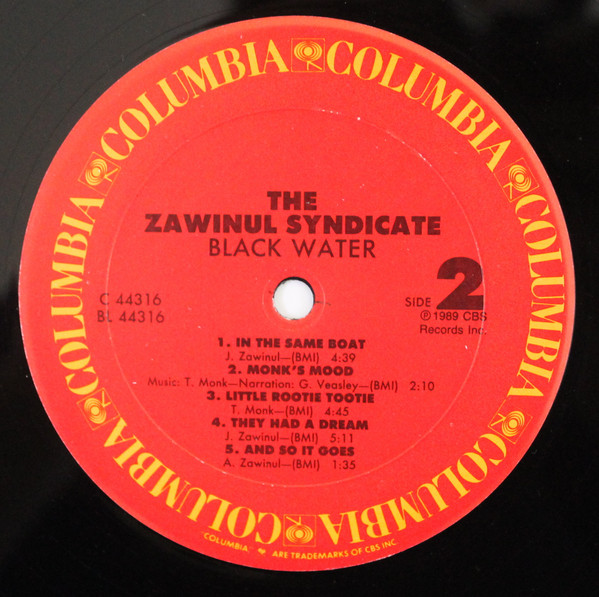 COLUMBIA COLUMBIA COLUMBIA COLUMBIA COLUMBIA COLUMBIA
THE
ZAWINUL SYNDICATE
BLACK WATER
C 44316
BL 44316
SIDE 2
℗ 1989 CBS
Records Inc.
1. IN THE SAME BOAT
J. Zawinul—(BMI) 4:39
2. MONK'S MOOD
Music: T. Monk—Narration: G. Veasley—(BMI) 2:10
3. LITTLE ROOTIE TOOTIE
T. Monk—(BMI) 4:45
4. THEY HAD A DREAM
J. Zawinul—(BMI) 5:11
5. AND SO IT GOES
A. Zawinul—(BMI) 1:35
"COLUMBIA," ARE TRADEMARKS OF CBS INC.